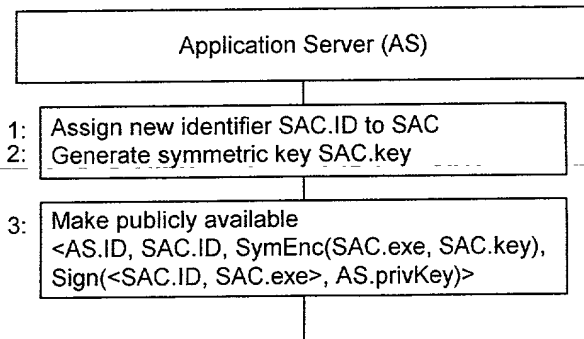 Application Server (AS)
1: Assign new identifier SAC.ID to SAC
2: Generate symmetric key SAC.key
3: Make publicly available
<AS.ID, SAC.ID, SymEnc(SAC.exe, SAC.key),
Sign(<SAC.ID, SAC.exe>, AS.privKey)>